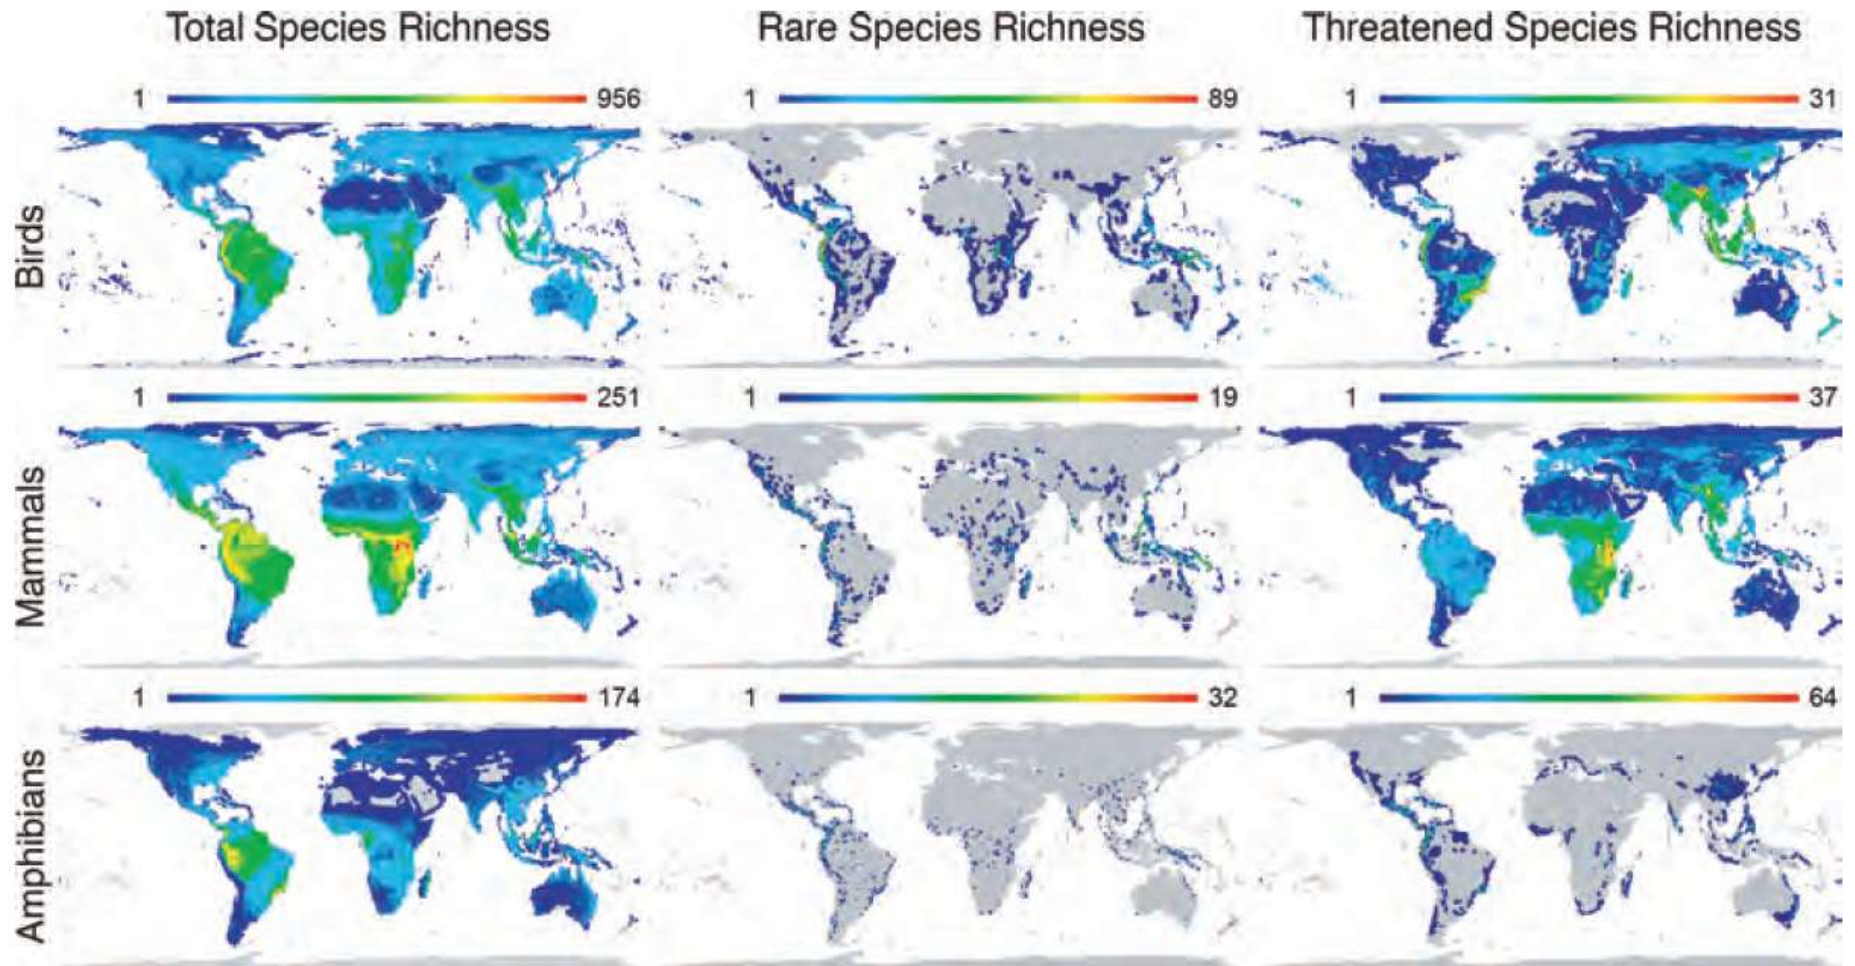 Total Species Richness Rare Species Richness Threatened Species Richness
Birds
1 956 1 89 1 31
Mammals
1 251 1 19 1 37
Amphibians
1 174 1 32 1 64